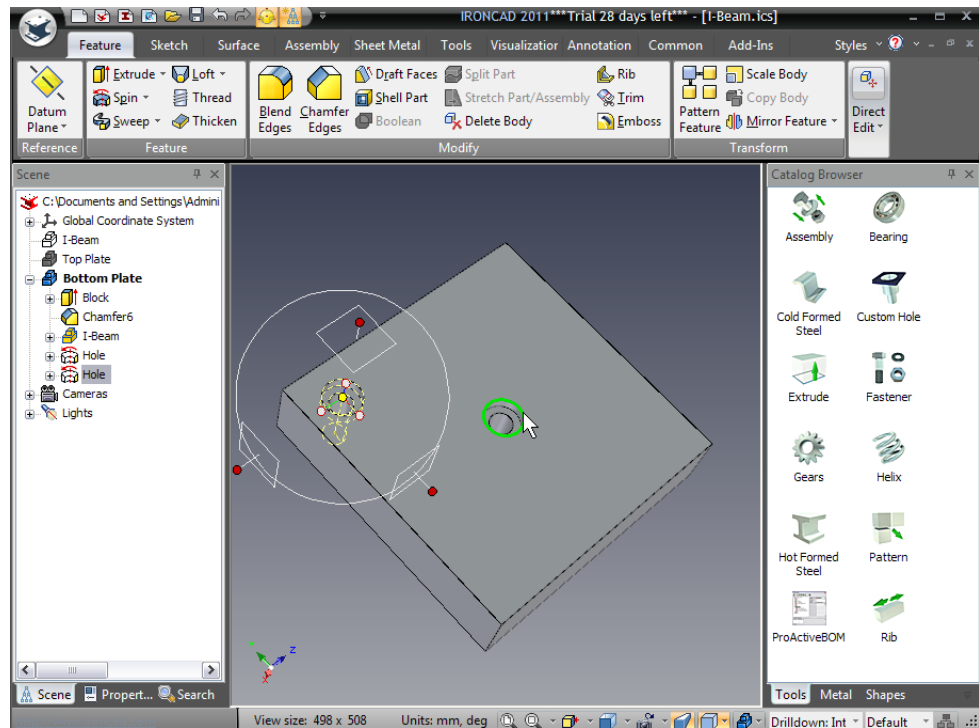 IRONCAD 2011***Trial 28 days left*** - [I-Beam.ics]
Feature Sketch Surface Assembly Sheet Metal Tools Visualization Annotation Common Add-Ins Styles
Extrude Loft Draft Faces Split Part Rib Scale Body
Spin Thread Shell Part Stretch Part/Assembly Trim Copy Body
Sweep Thicken Boolean Delete Body Emboss Mirror Feature
Datum Plane Blend Edges Chamfer Edges Pattern Feature Direct Edit
Reference Feature Modify Transform
Scene
C:\Documents and Settings\Admini
Global Coordinate System
I-Beam
Top Plate
Bottom Plate
Block
Chamfer6
I-Beam
Hole
Hole
Cameras
Lights
Scene Propert... Search
z
Catalog Browser
Assembly Bearing
Cold Formed Steel Custom Hole
Extrude Fastener
Gears Helix
Hot Formed Steel Pattern
ProActiveBOM Rib
Tools Metal Shapes
View size: 498 x 508 Units: mm, deg Drilldown: Int Default